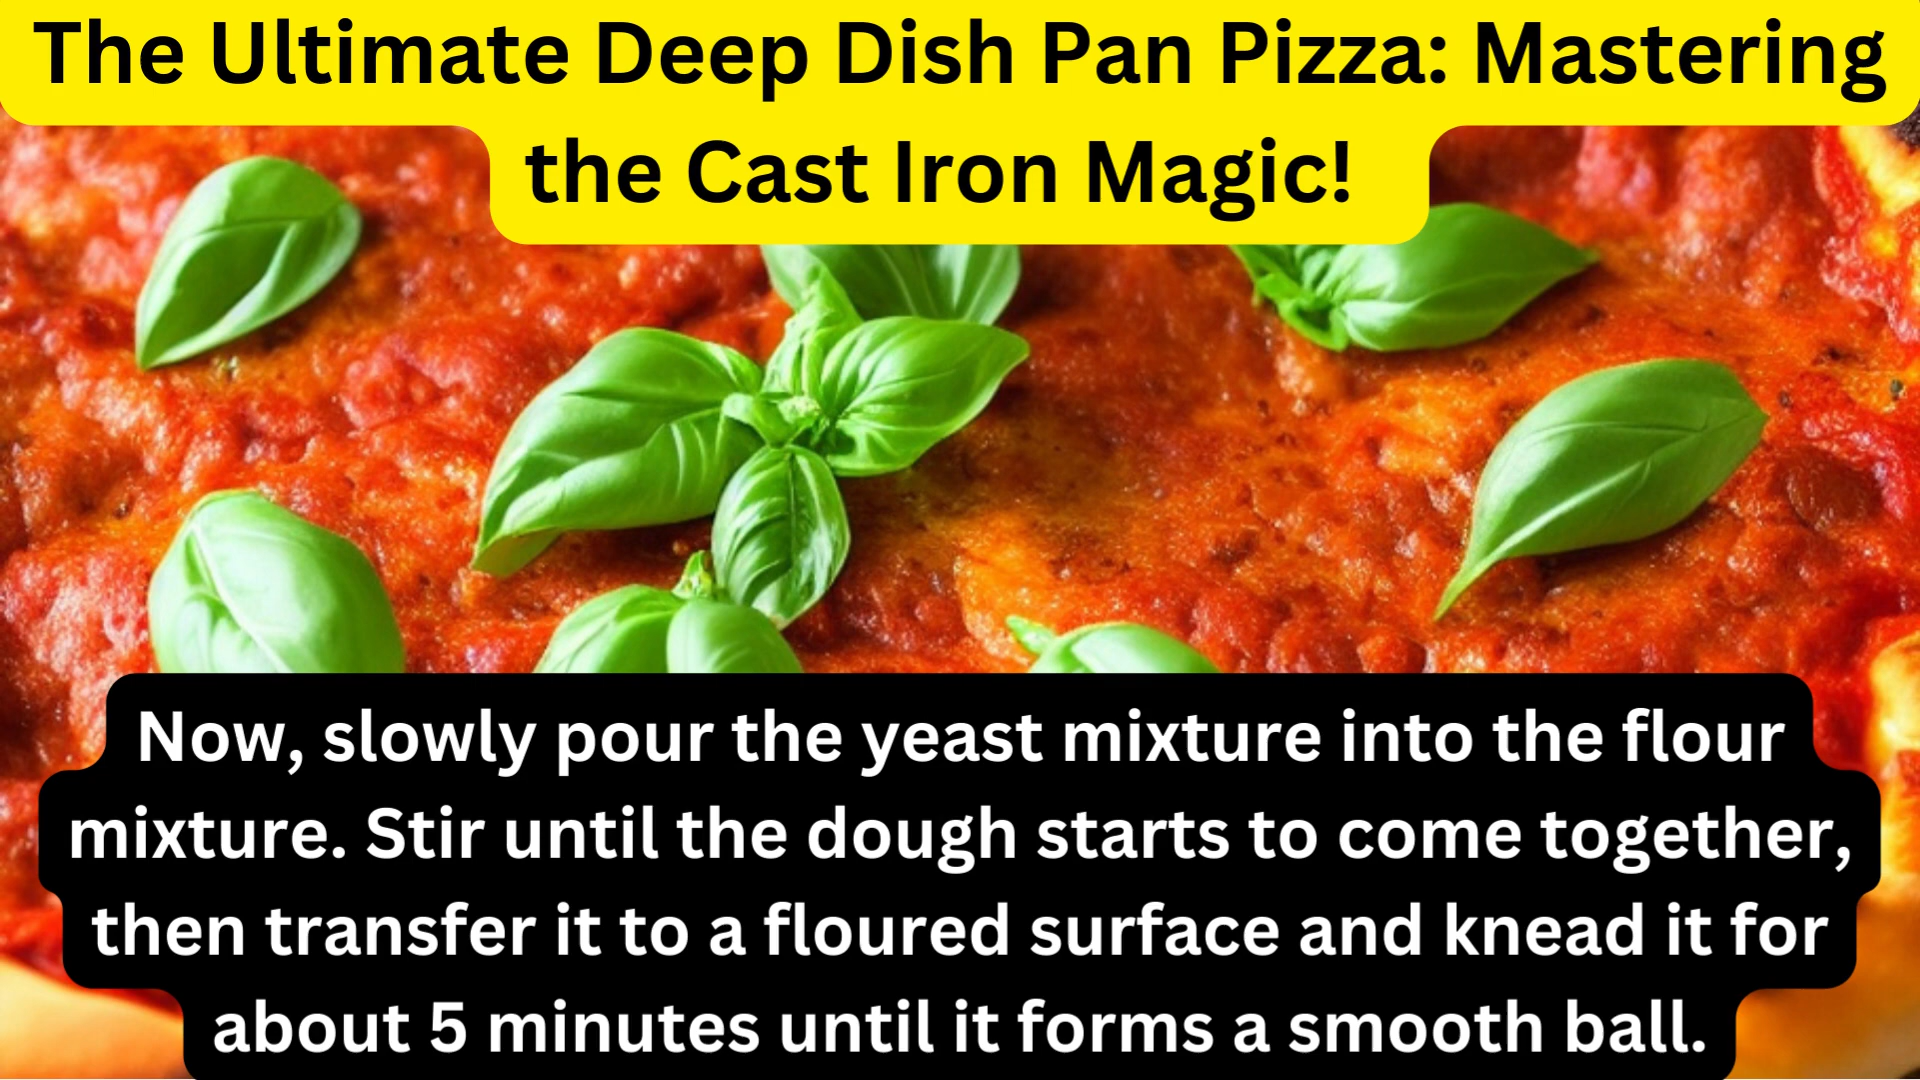 The Ultimate Deep Dish Pan Pizza: Mastering
the Cast Iron Magic!
Now, slowly pour the yeast mixture into the flour
mixture. Stir until the dough starts to come together,
then transfer it to a floured surface and knead it for
about 5 minutes until it forms a smooth ball.